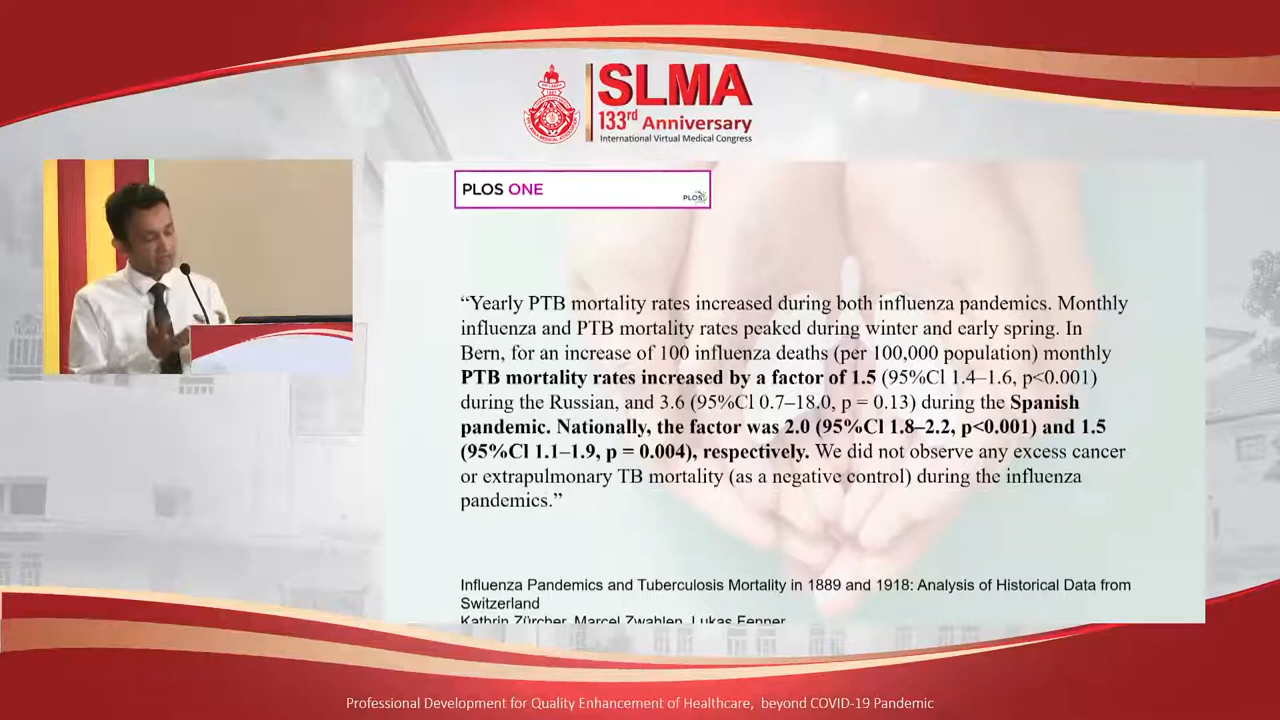 SLMA
133rd Anniversary
International Virtual Medical Congress
PLOS ONE
PLOS
“Yearly PTB mortality rates increased during both influenza pandemics. Monthly
influenza and PTB mortality rates peaked during winter and early spring. In
Bern, for an increase of 100 influenza deaths (per 100,000 population) monthly
PTB mortality rates increased by a factor of 1.5 (95%Cl 1.4–1.6, p<0.001)
during the Russian, and 3.6 (95%Cl 0.7–18.0, p = 0.13) during the Spanish
pandemic. Nationally, the factor was 2.0 (95%Cl 1.8–2.2, p<0.001) and 1.5
(95%Cl 1.1–1.9, p = 0.004), respectively. We did not observe any excess cancer
or extrapulmonary TB mortality (as a negative control) during the influenza
pandemics.”
Influenza Pandemics and Tuberculosis Mortality in 1889 and 1918: Analysis of Historical Data from
Switzerland
Kathrin Zürcher, Marcel Zwahlen, Lukas Fenner
Professional Development for Quality Enhancement of Healthcare, beyond COVID-19 Pandemic